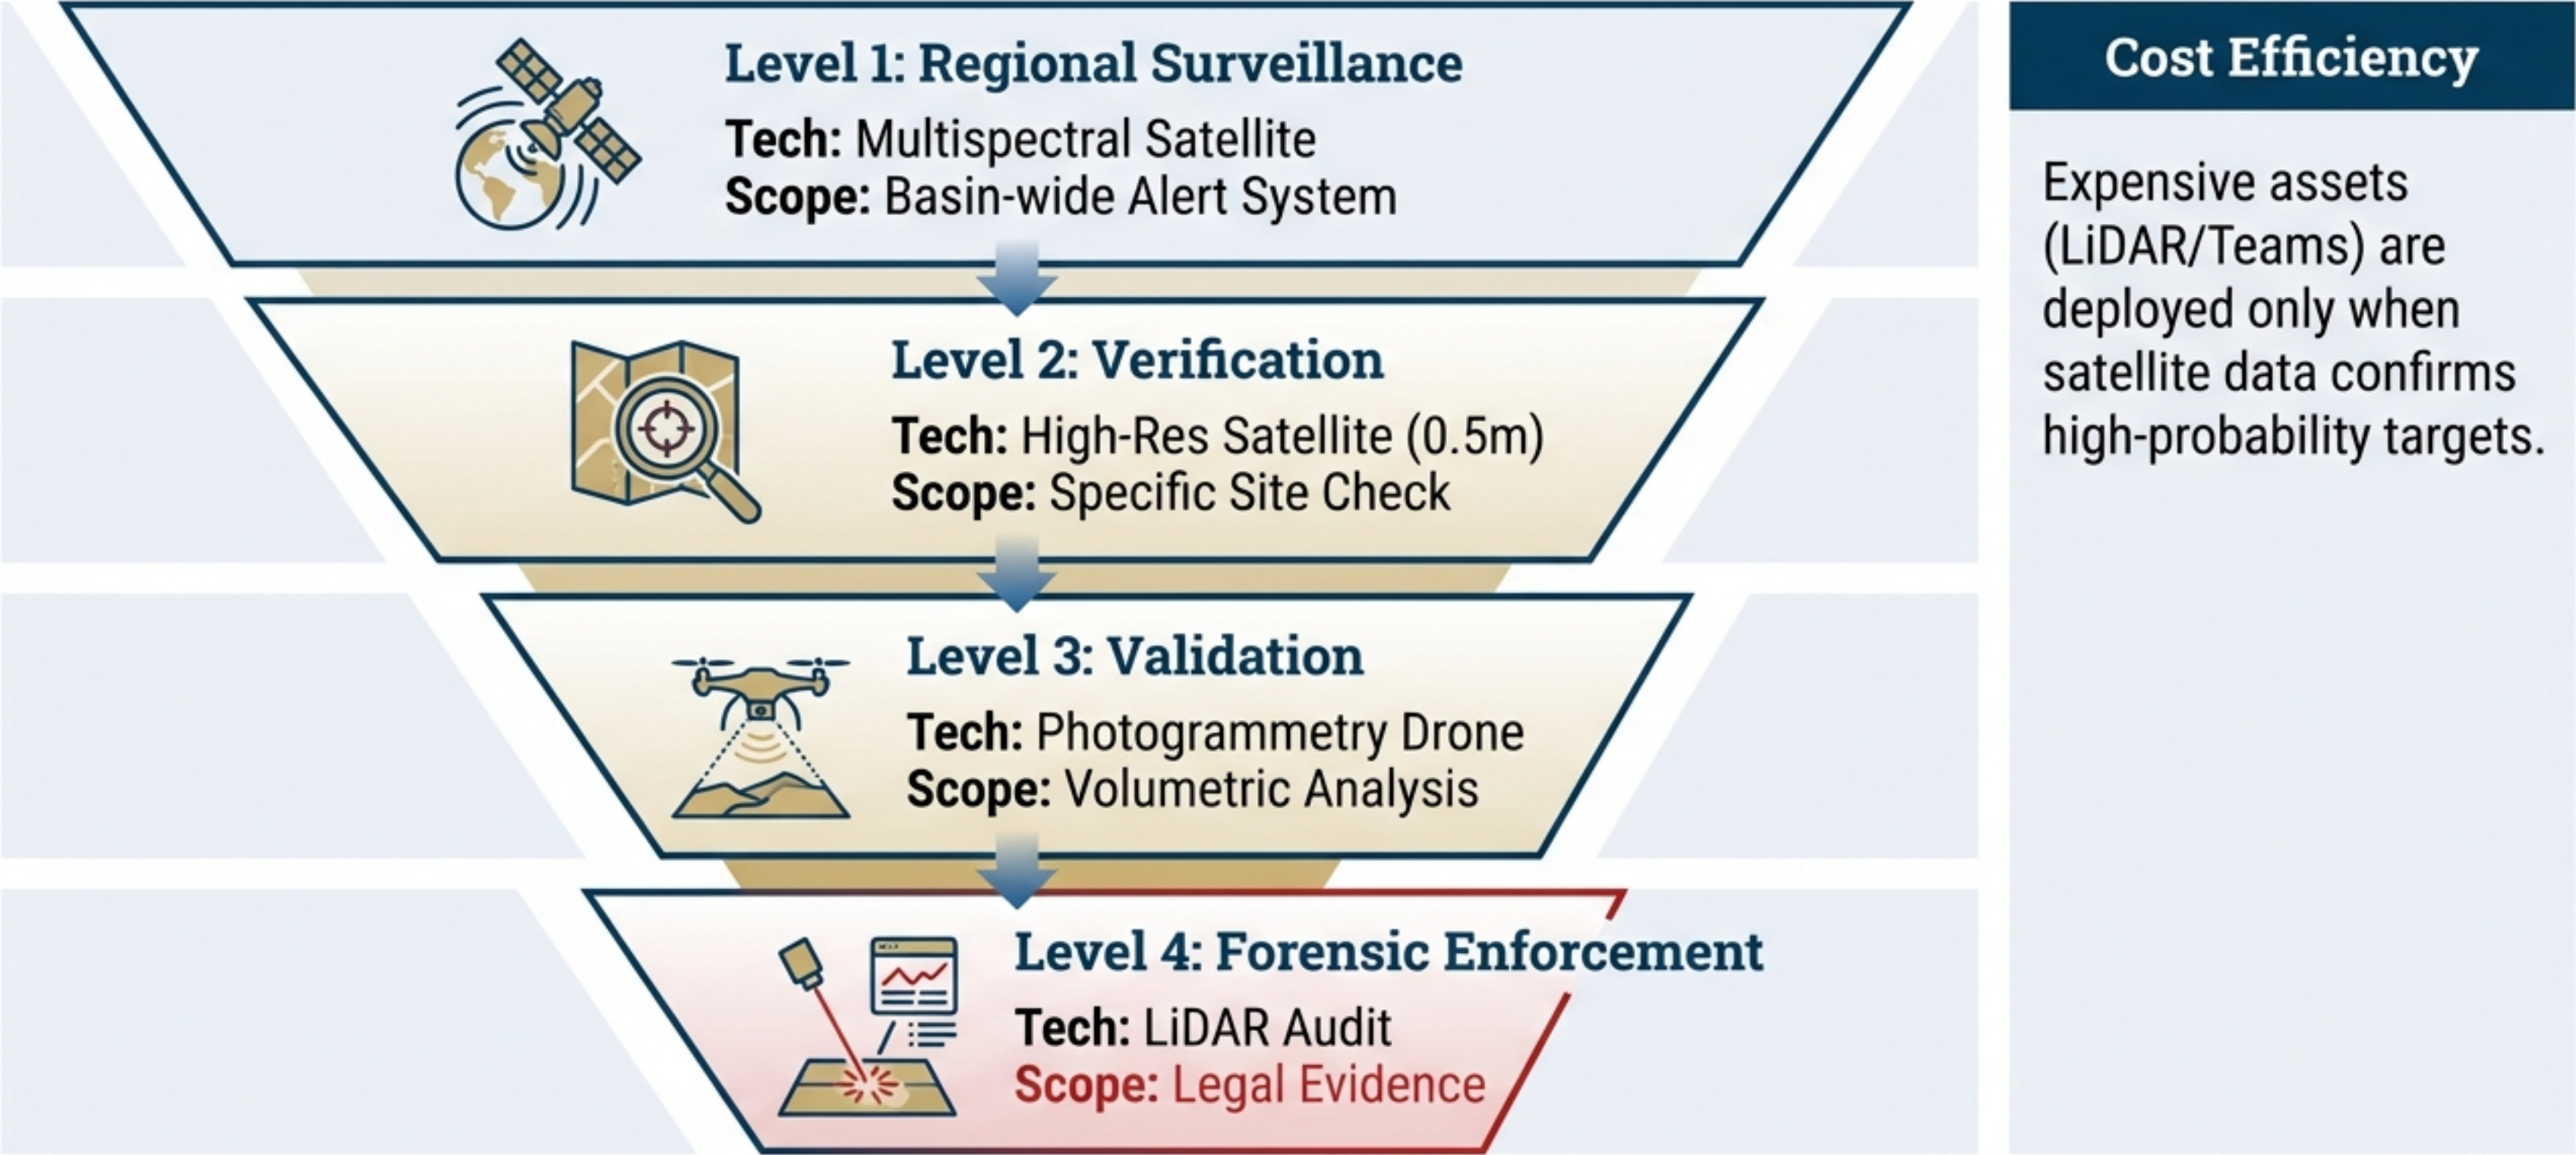 Level 1: Regional Surveillance
Tech: Multispectral Satellite
Scope: Basin-wide Alert System
Level 2: Verification
Tech: High-Res Satellite (0.5m)
Scope: Specific Site Check
Level 3: Validation
Tech: Photogrammetry Drone
Scope: Volumetric Analysis
Level 4: Forensic Enforcement
Tech: LiDAR Audit
Scope: Legal Evidence
Cost Efficiency
Expensive assets
(LiDAR/Teams) are
deployed only when
satellite data confirms
high-probability targets.